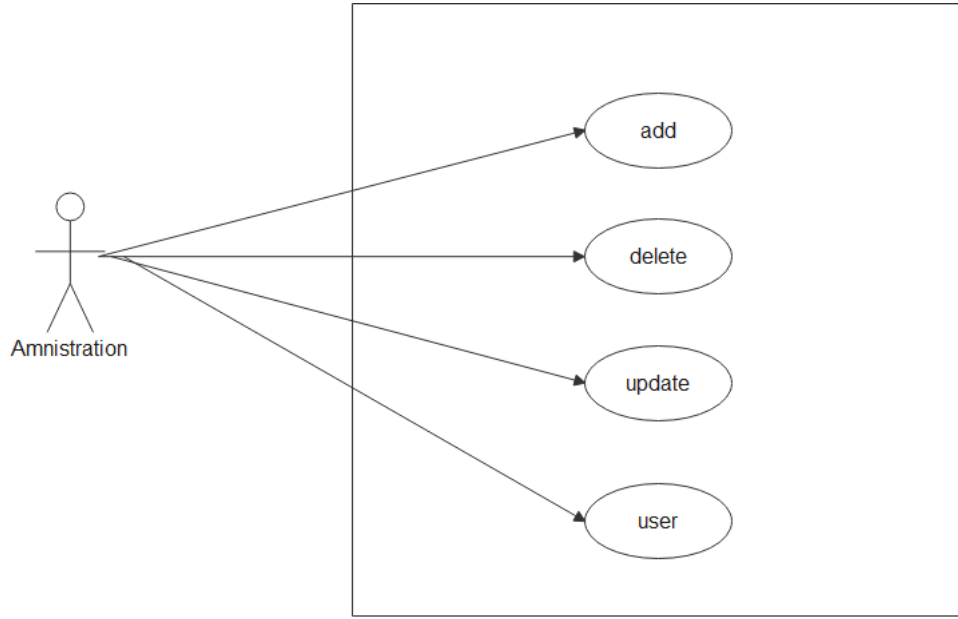 add
delete
Amnistration
update
user